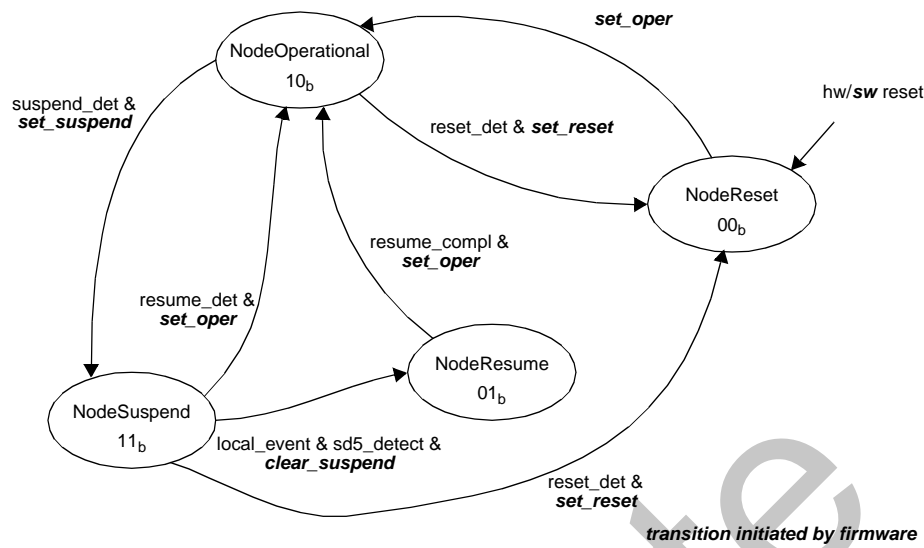 set_oper
NodeOperational
10b
hw/sw reset
suspend_det &
set_suspend
reset_det & set_reset
NodeReset
00b
resume_compl &
set_oper
resume_det &
set_oper
NodeResume
01b
NodeSuspend
11b
local_event & sd5_detect &
clear_suspend
reset_det &
set_reset
transition initiated by firmware